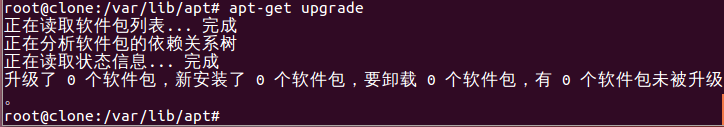 root@clone:/var/lib/apt# apt-get upgrade
正在读取软件包列表... 完成
正在分析软件包的依赖关系树
正在读取状态信息... 完成
升级了 0 个软件包，新安装了 0 个软件包，要卸载 0 个软件包，有 0 个软件包未被升级
。
root@clone:/var/lib/apt#